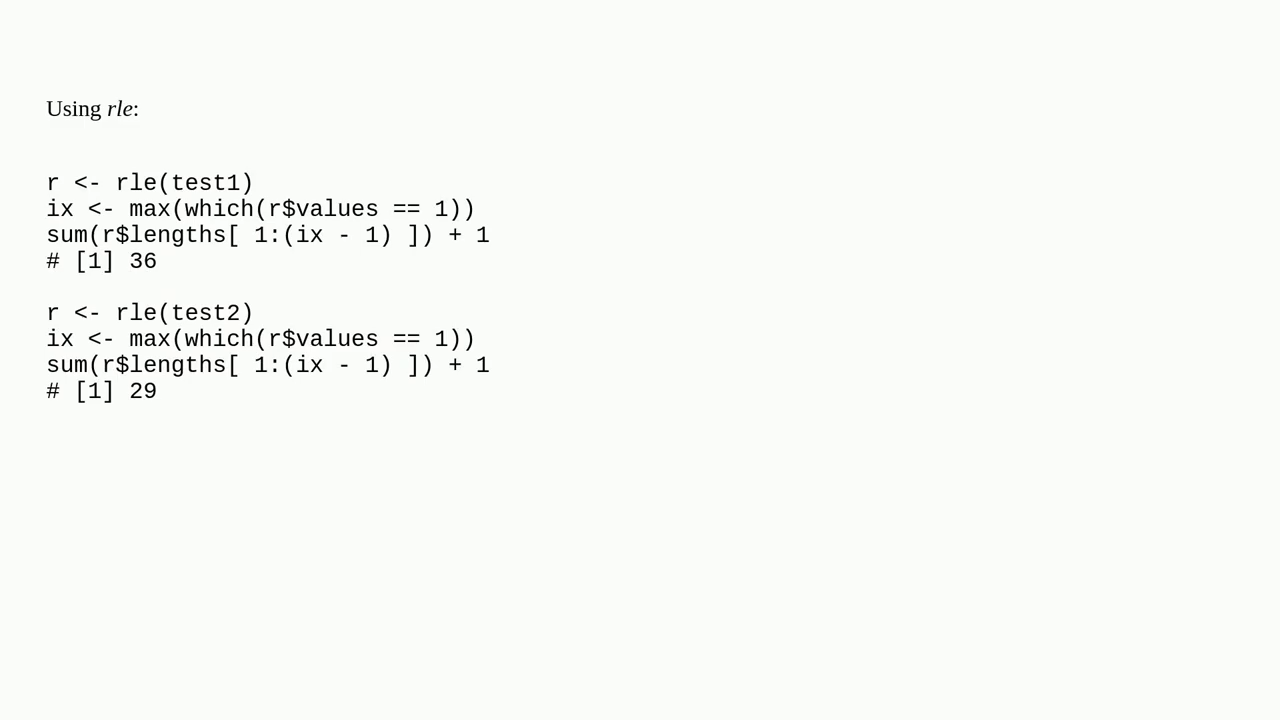 Using rle:
r <- rle(test1)
ix <- max(which(r$values == 1))
sum(r$lengths[ 1:(ix - 1) ]) + 1
# [1] 36
r <- rle(test2)
ix <- max(which(r$values == 1))
sum(r$lengths[ 1:(ix - 1) ]) + 1
# [1] 29